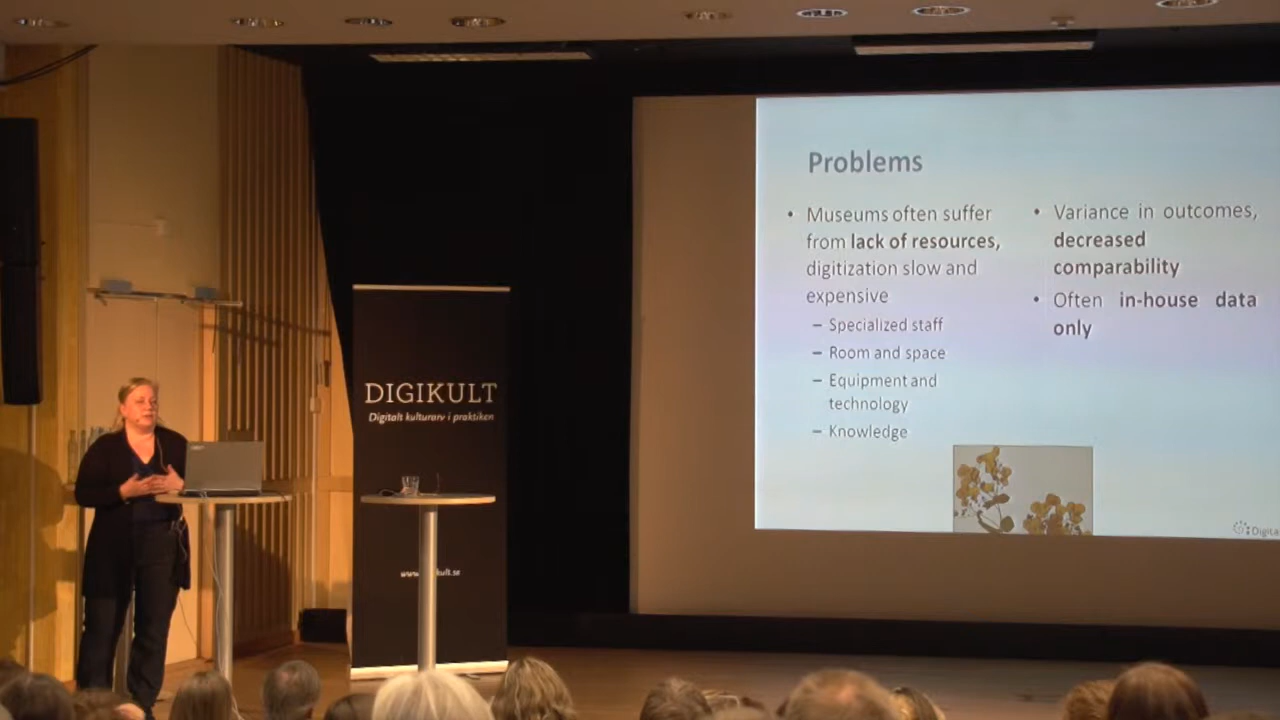 DIGIKULT
Digitalt kulturarv i praktiken
Problems
• Museums often suffer
from lack of resources,
digitization slow and
expensive
– Specialized staff
– Room and space
– Equipment and
technology
– Knowledge
• Variance in outcomes,
decreased
comparability
• Often in-house data
only
Digita